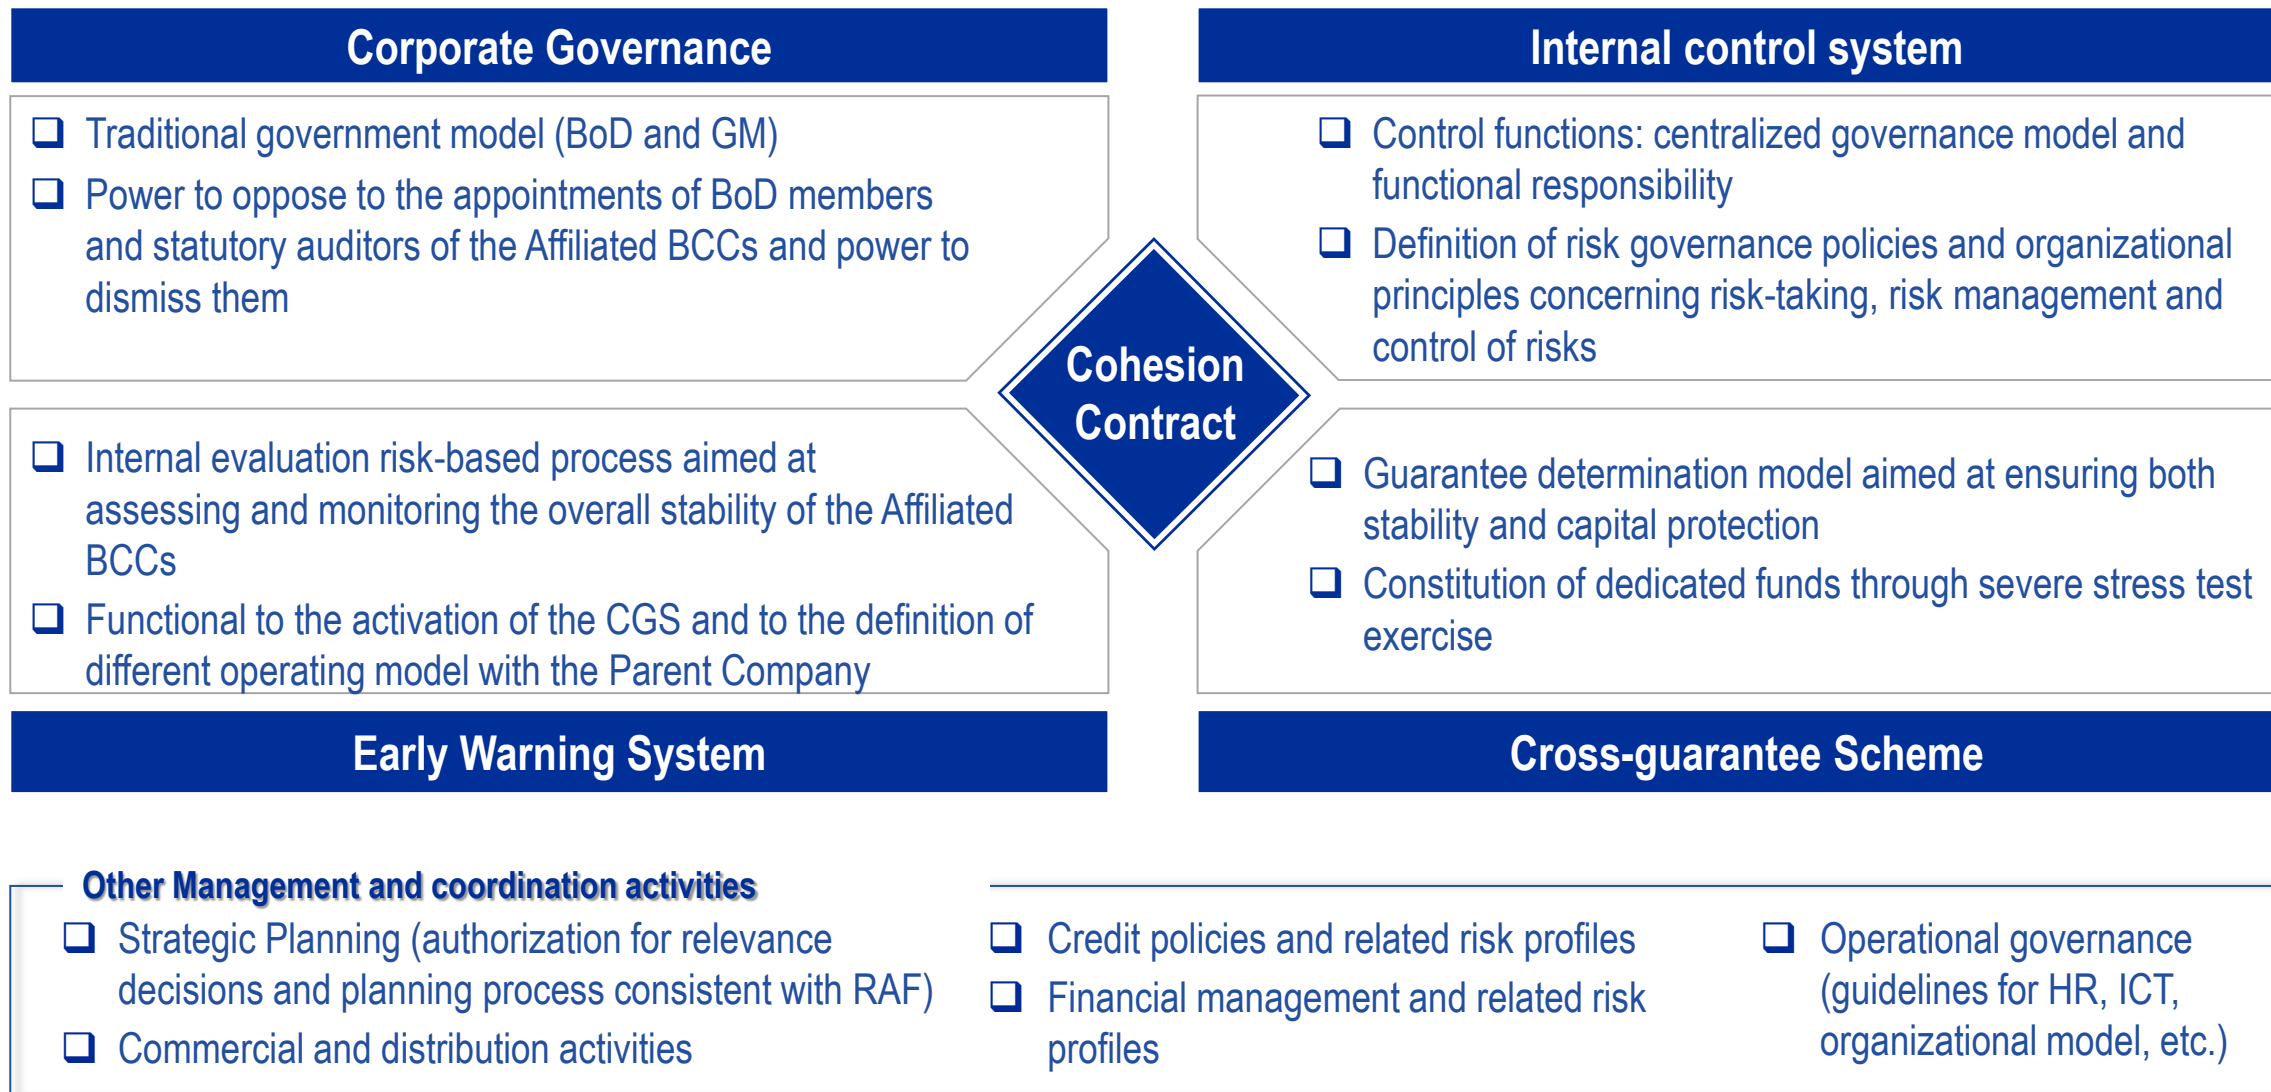 Corporate Governance
Traditional government model (BoD and GM)
Power to oppose to the appointments of BoD members
and statutory auditors of the Affiliated BCCs and power to
dismiss them
Internal control system
Control functions: centralized governance model and
functional responsibility
Definition of risk governance policies and organizational
principles concerning risk-taking, risk management and
control of risks
Cohesion
Contract
Internal evaluation risk-based process aimed at
assessing and monitoring the overall stability of the Affiliated
BCCs
Functional to the activation of the CGS and to the definition of
different operating model with the Parent Company
Early Warning System
Guarantee determination model aimed at ensuring both
stability and capital protection
Constitution of dedicated funds through severe stress test
exercise
Cross-guarantee Scheme
Other Management and coordination activities
Strategic Planning (authorization for relevance
decisions and planning process consistent with RAF)
Commercial and distribution activities
Credit policies and related risk profiles
Financial management and related risk
profiles
Operational governance
(guidelines for HR, ICT,
organizational model, etc.)